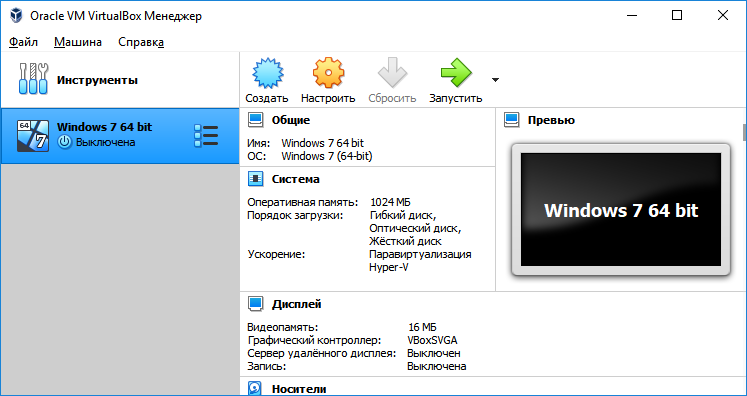 Oracle VM VirtualBox Менеджер
Файл Машина Справка
Инструменты
Создать Настроить Сбросить Запустить
64 7
Windows 7 64 bit
Выключена
Общие
Имя: Windows 7 64 bit
ОС: Windows 7 (64-bit)
Превью
Windows 7 64 bit
Система
Оперативная память: 1024 МБ
Порядок загрузки: Гибкий диск,
Оптический диск,
Жёсткий диск
Ускорение: Паравиртуализация
Hyper-V
Дисплей
Видеопамять: 16 МБ
Графический контроллер: VBoxSVGA
Сервер удалённого дисплея: Выключен
Запись: Выключена
Носители